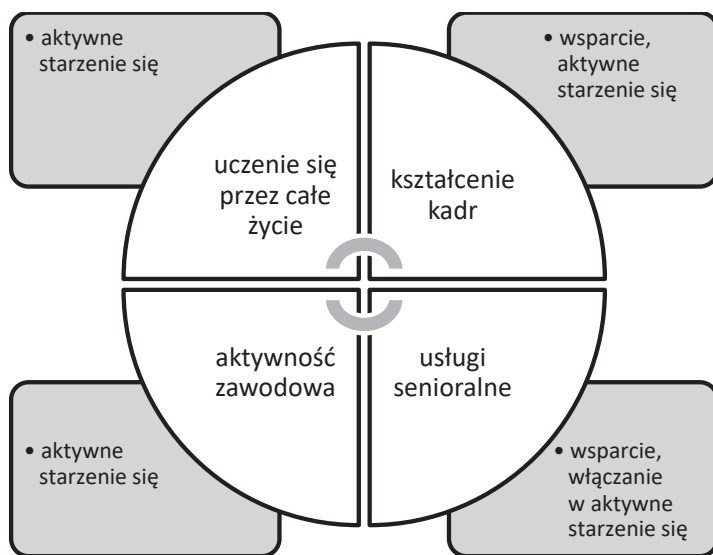 • aktywne
starzenie się
• wsparcie,
aktywne
starzenie się
uczenie się
przez całe
życie
kształcenie
kadr
aktywność
zawodowa
usługi
senioralne
• aktywne
starzenie się
• wsparcie,
włączanie
w aktywne
starzenie się